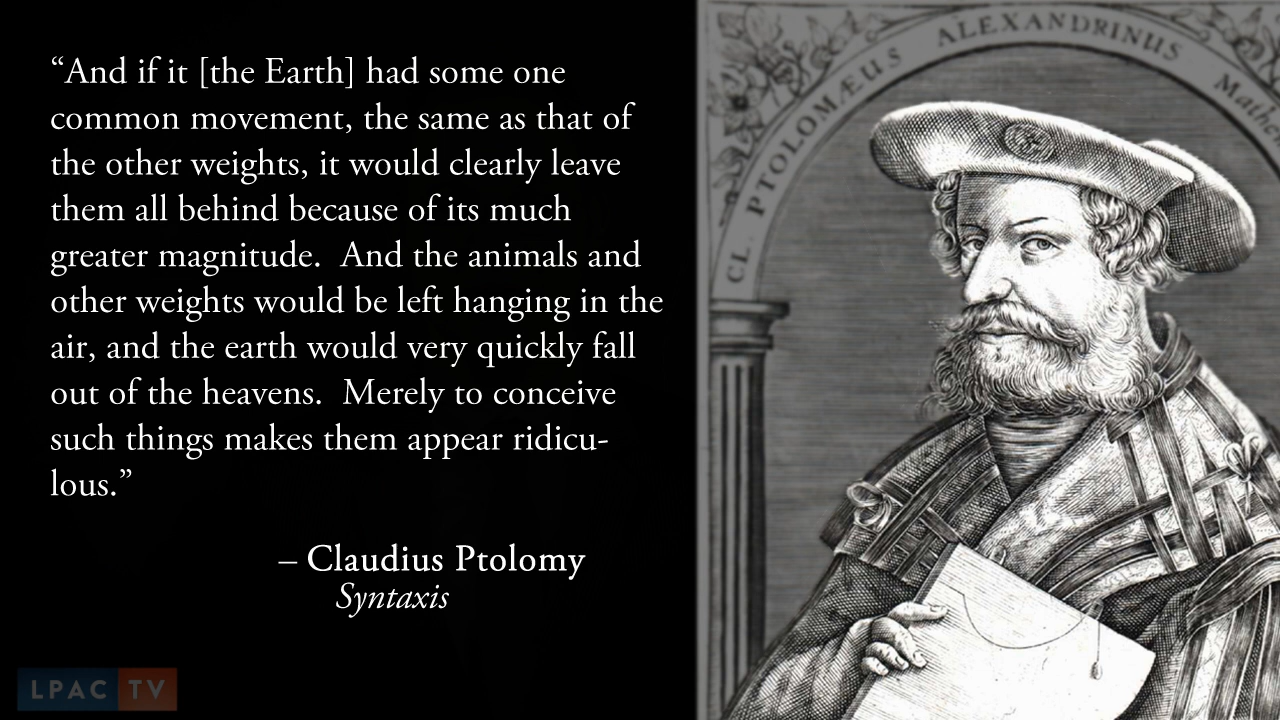 “And if it [the Earth] had some one
common movement, the same as that of
the other weights, it would clearly leave
them all behind because of its much
greater magnitude.  And the animals and
other weights would be left hanging in the
air, and the earth would very quickly fall
out of the heavens.  Merely to conceive
such things makes them appear ridicu-
lous.”
– Claudius Ptolomy
Syntaxis
LPAC TV
CL. PTOLOMÆUS ALEXANDRINUS